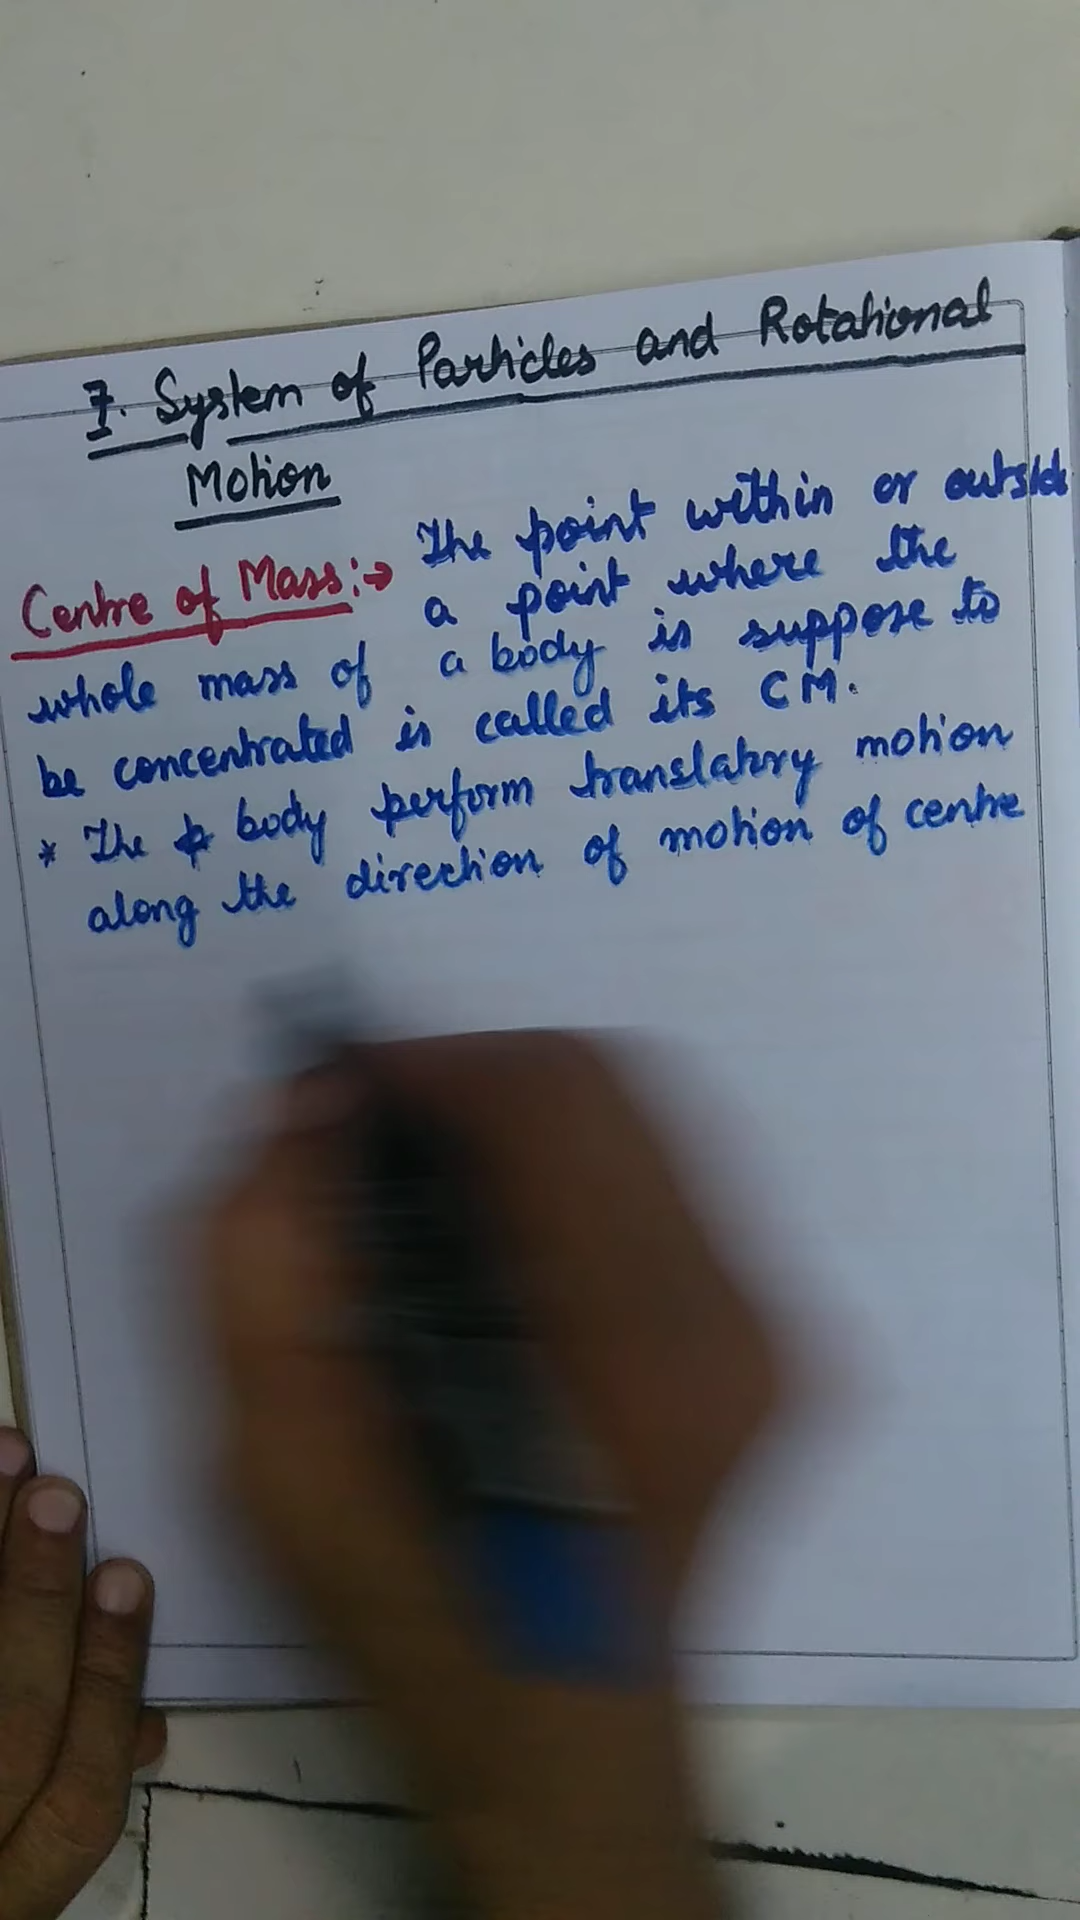 7. System of Particles and Rotational
Motion
Centre of Mass:→ The point within or outside
a point where the
whole mass of a body is suppose to
be concentrated is called its CM.
* The body perform translatory motion
along the direction of motion of centre